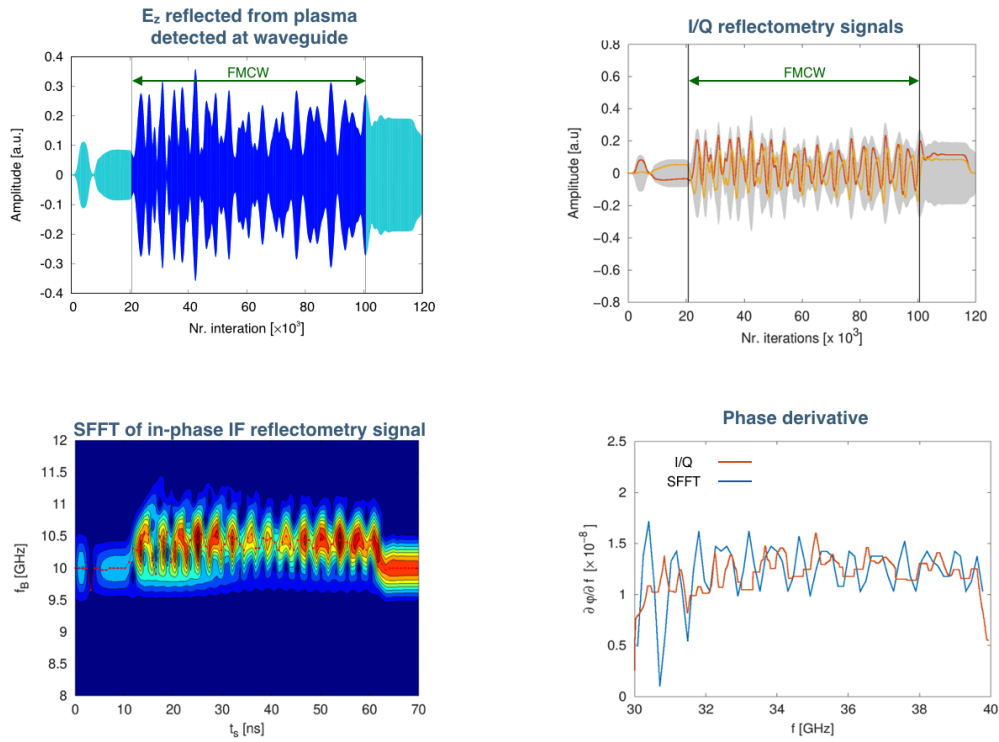 E_z reflected from plasma
detected at waveguide
0.4
0.3
0.2
0.1
0
-0.1
-0.2
-0.3
-0.4
Amplitude [a.u.]
FMCW
0 20 40 60 80 100 120
Nr. interation [×10³]
I/Q reflectometry signals
0.8
0.6
0.4
0.2
0
−0.2
−0.4
−0.6
−0.8
Amplitude [a.u]
FMCW
0 20 40 60 80 100 120
Nr. iterations [x 10³]
SFFT of in-phase IF reflectometry signal
12
11.5
11
10.5
10
9.5
9
8.5
8
f_B [GHz]
0 10 20 30 40 50 60 70
t_s [ns]
Phase derivative
2.5
2
1.5
1
0.5
0
∂ φ/∂ f [× 10⁻⁸]
I/Q
SFFT
30 32 34 36 38 40
f [GHz]